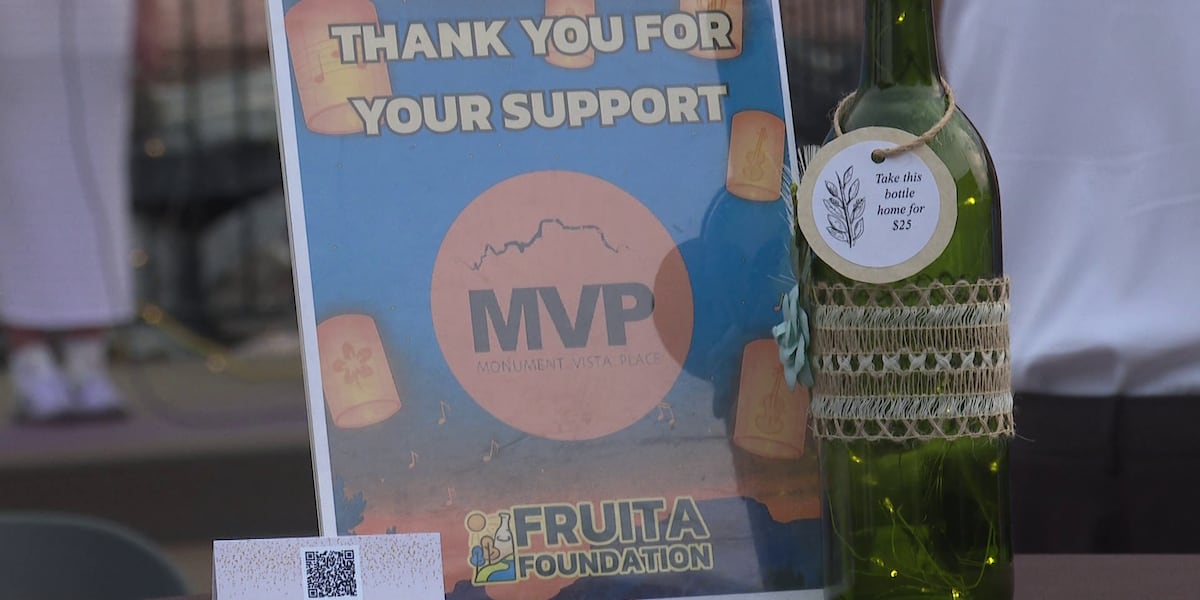 THANK YOU FOR
YOUR SUPPORT
MVP
MONUMENT VISTA PLACE
FRUITA
FOUNDATION
Take this
bottle
home for
$25